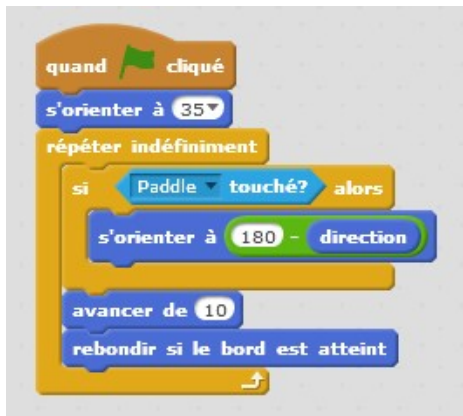 quand cliqué
s'orienter à 35
répéter indéfiniment
si Paddle touché? alors
s'orienter à 180 - direction
avancer de 10
rebondir si le bord est atteint